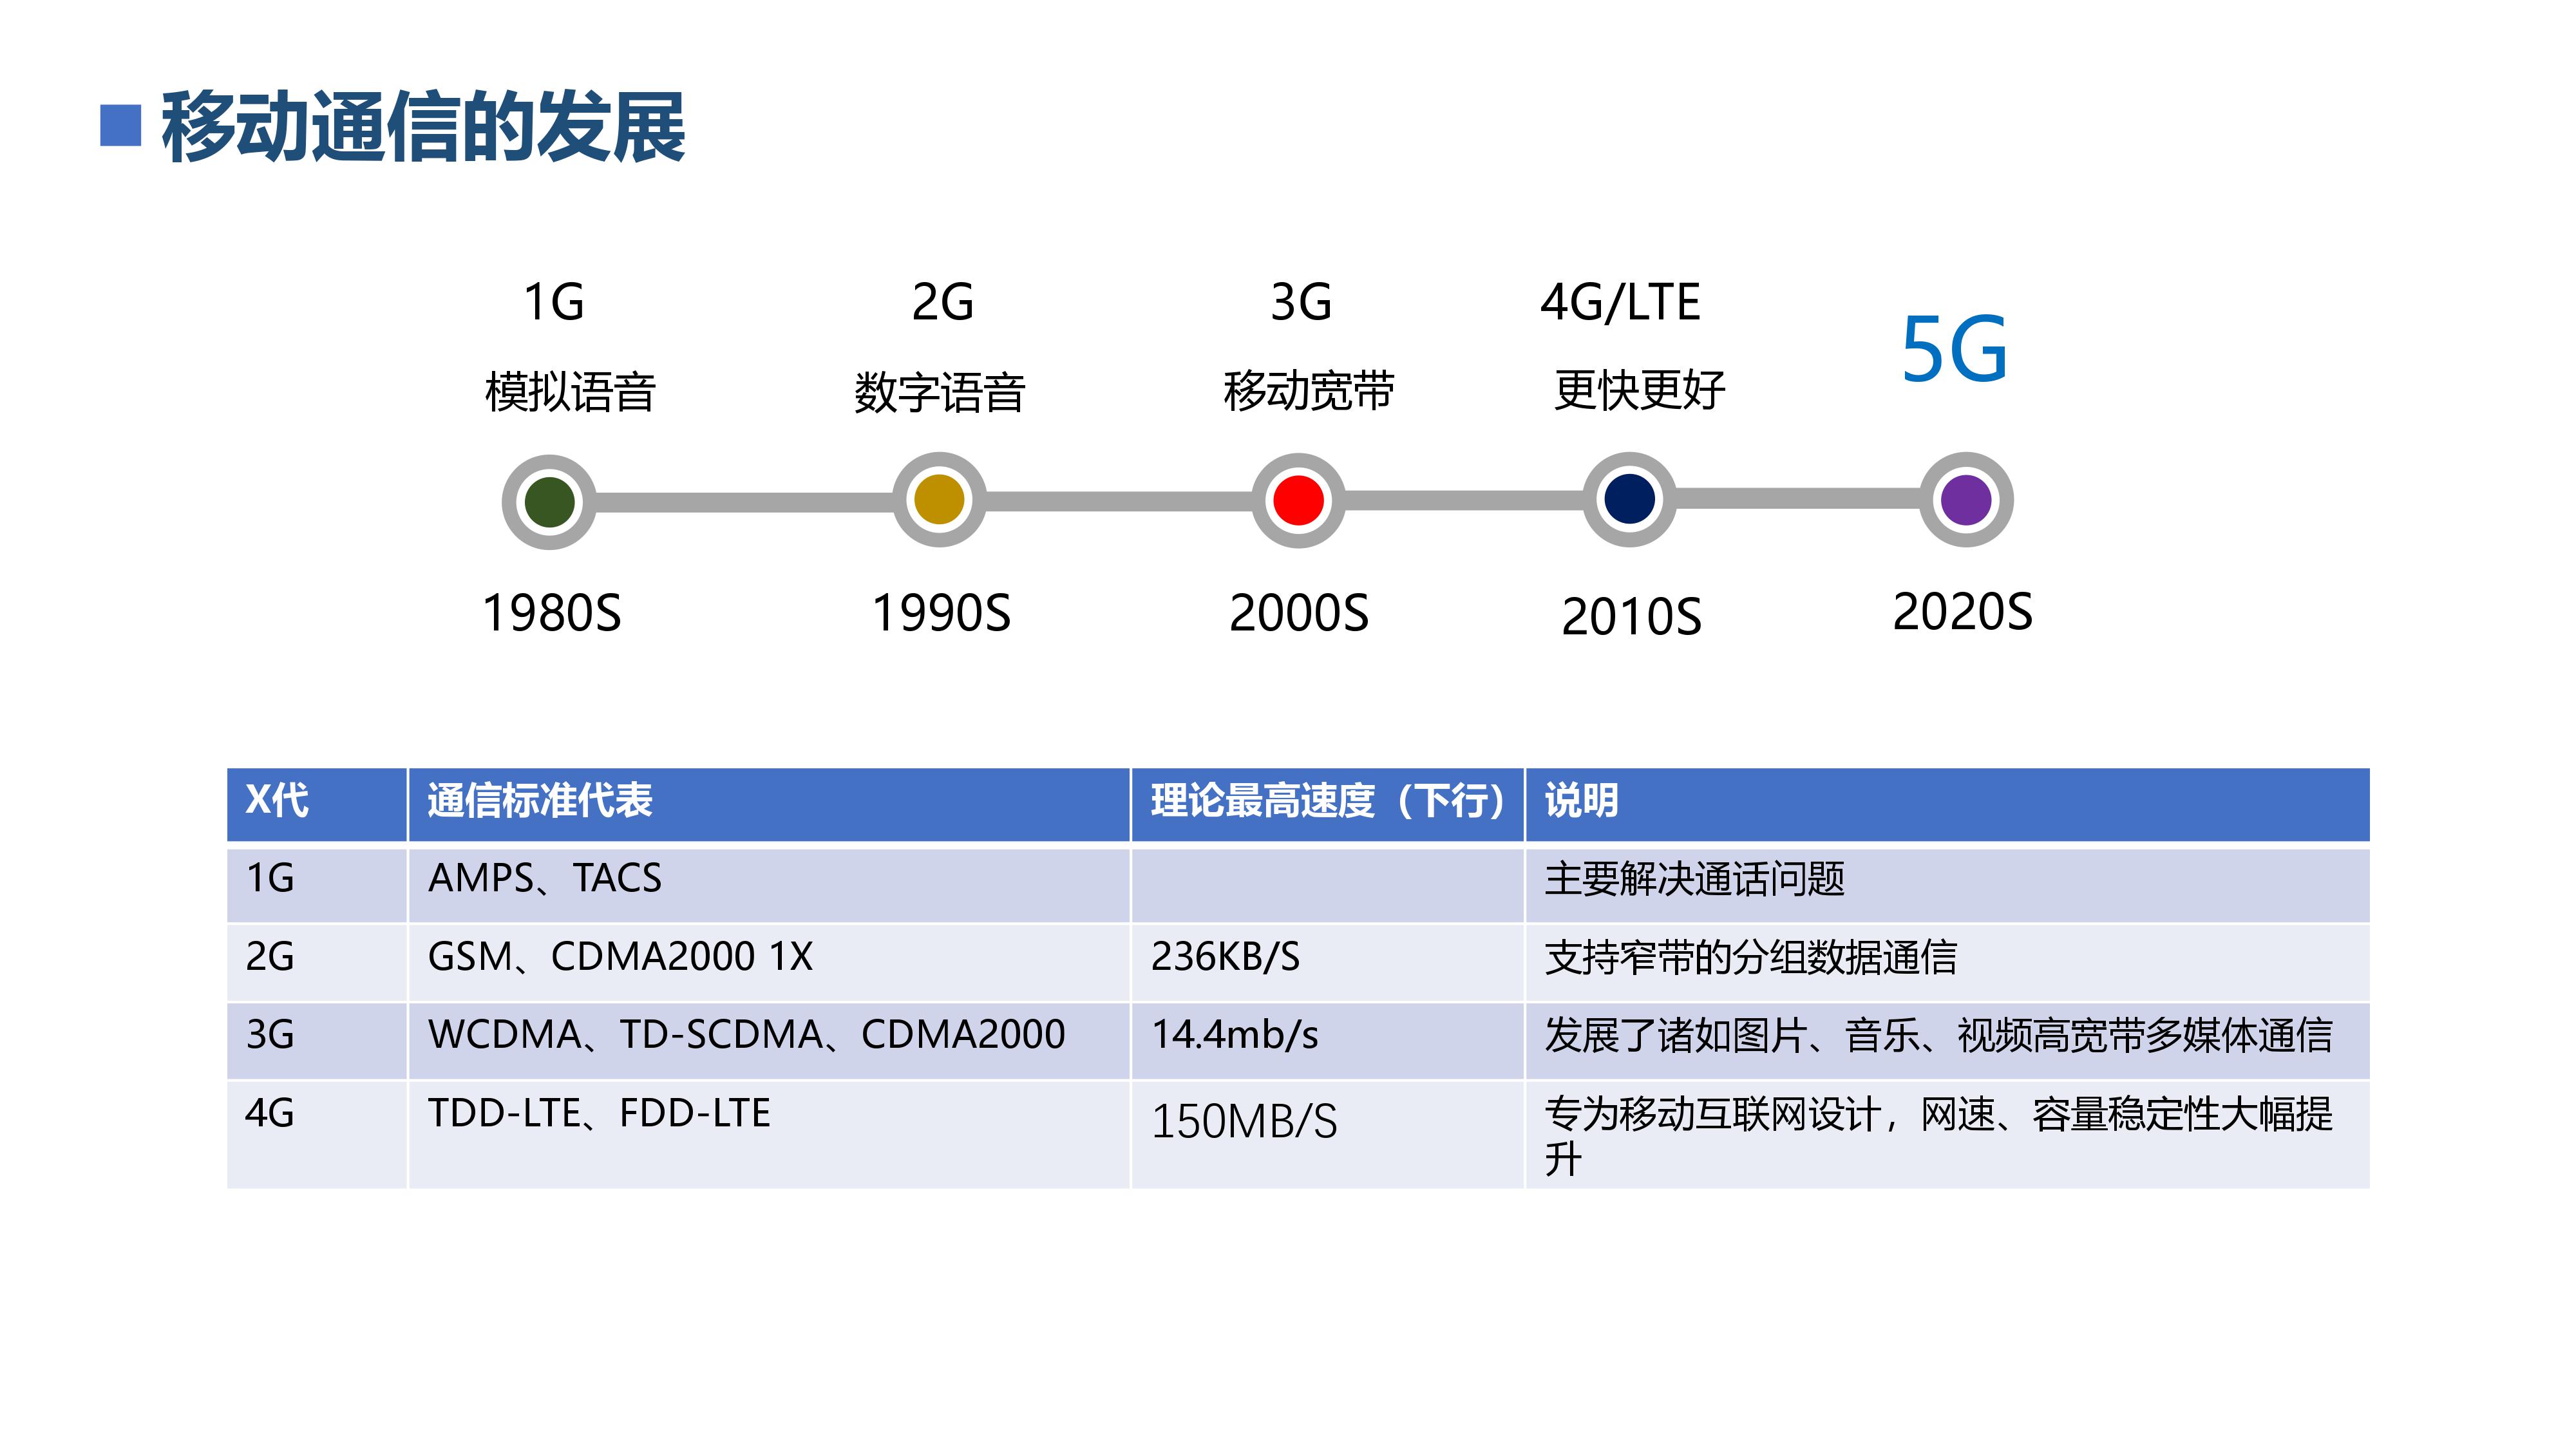 移动通信的发展
1G
2G
3G
4G/LTE
5G
模拟语音
数字语音
移动宽带
更快更好
1980S
1990S
2000S
2010S
2020S
X代 通信标准代表 理论最高速度（下行） 说明
1G AMPS、TACS 主要解决通话问题
2G GSM、CDMA2000 1X 236KB/S 支持窄带的分组数据通信
3G WCDMA、TD-SCDMA、CDMA2000 14.4mb/s 发展了诸如图片、音乐、视频高宽带多媒体通信
4G TDD-LTE、FDD-LTE 150MB/S 专为移动互联网设计，网速、容量稳定性大幅提
升